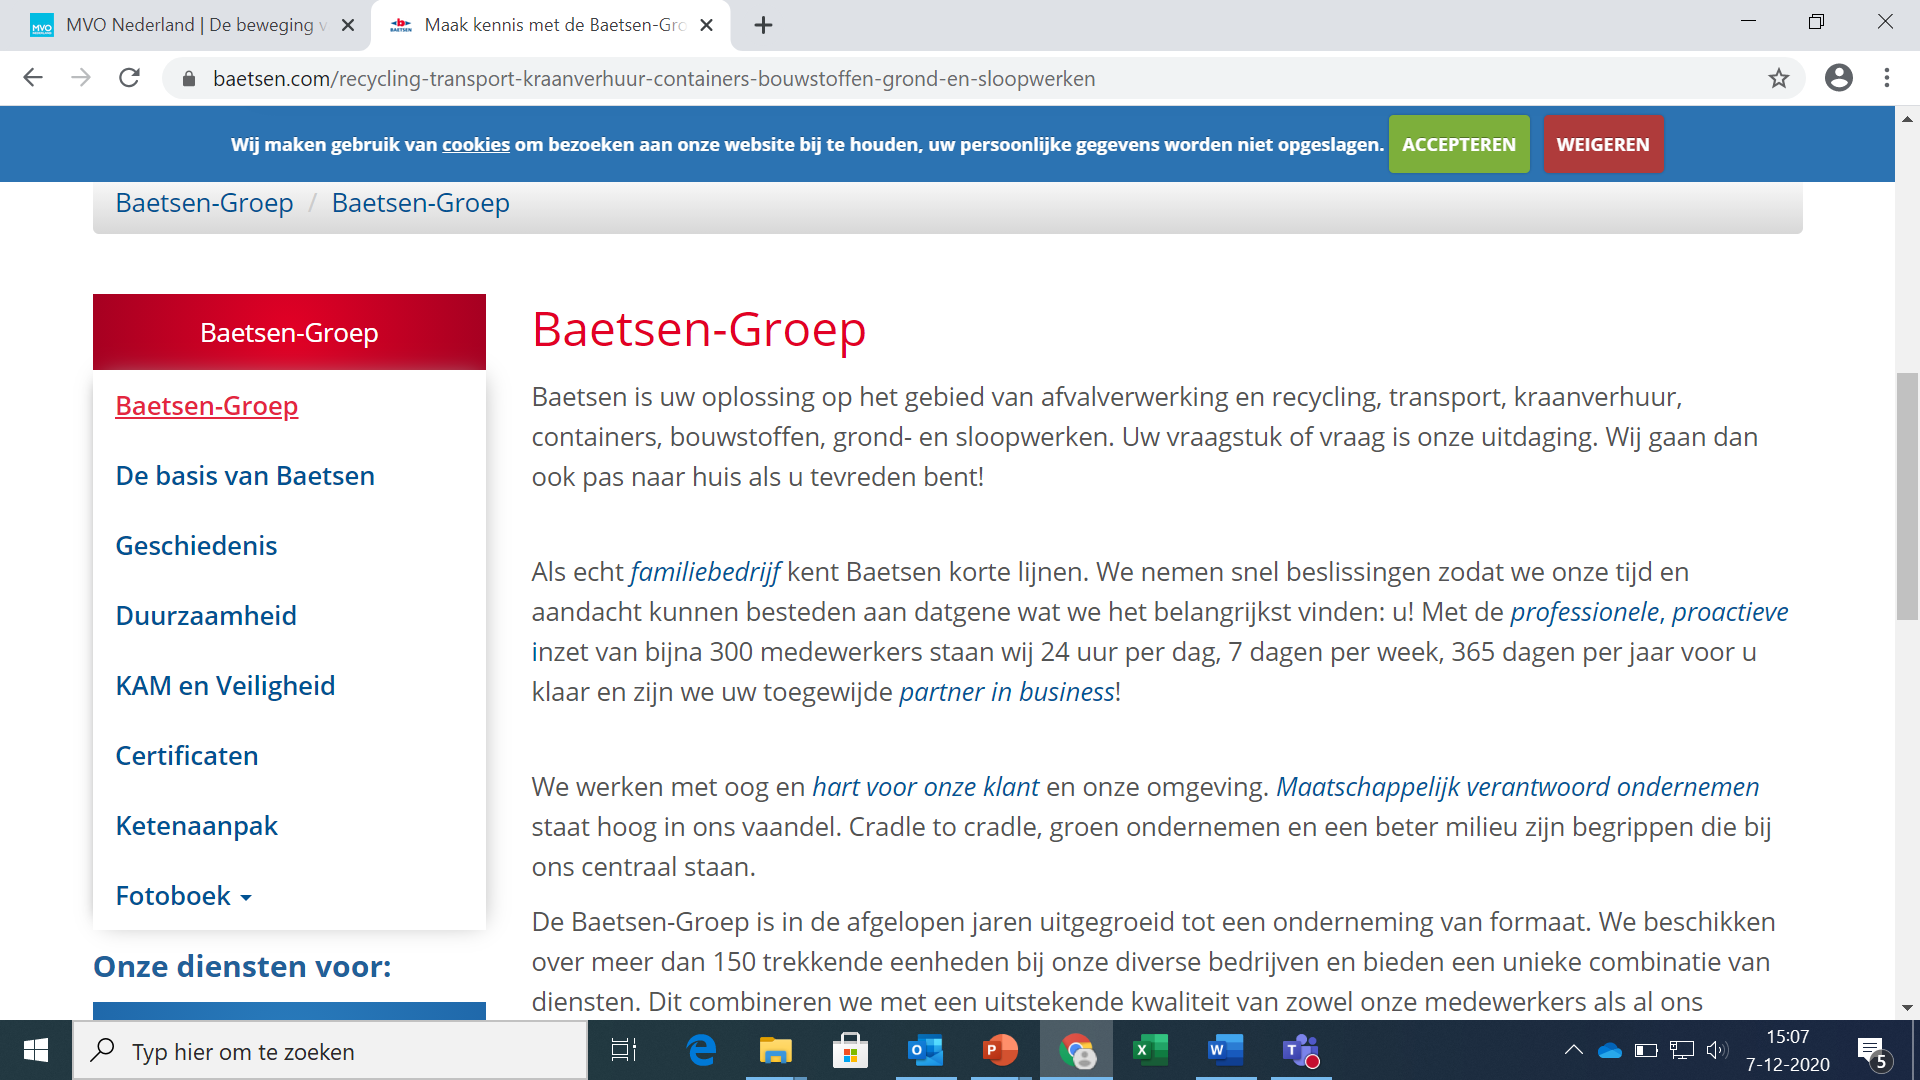 MVO Nederland | De beweging v
Maak kennis met de Baetsen-Gro
baetsen.com/recycling-transport-kraanverhuur-containers-bouwstoffen-grond-en-sloopwerken
Wij maken gebruik van cookies om bezoeken aan onze website bij te houden, uw persoonlijke gegevens worden niet opgeslagen. ACCEPTEREN WEIGEREN
Baetsen-Groep / Baetsen-Groep
Baetsen-Groep
Baetsen-Groep
De basis van Baetsen
Geschiedenis
Duurzaamheid
KAM en Veiligheid
Certificaten
Ketenaanpak
Fotoboek
Onze diensten voor:
Baetsen-Groep
Baetsen is uw oplossing op het gebied van afvalverwerking en recycling, transport, kraanverhuur,
containers, bouwstoffen, grond- en sloopwerken. Uw vraagstuk of vraag is onze uitdaging. Wij gaan dan
ook pas naar huis als u tevreden bent!
Als echt familiebedrijf kent Baetsen korte lijnen. We nemen snel beslissingen zodat we onze tijd en
aandacht kunnen besteden aan datgene wat we het belangrijkst vinden: u! Met de professionele, proactieve
inzet van bijna 300 medewerkers staan wij 24 uur per dag, 7 dagen per week, 365 dagen per jaar voor u
klaar en zijn we uw toegewijde partner in business!
We werken met oog en hart voor onze klant en onze omgeving. Maatschappelijk verantwoord ondernemen
staat hoog in ons vaandel. Cradle to cradle, groen ondernemen en een beter milieu zijn begrippen die bij
ons centraal staan.
De Baetsen-Groep is in de afgelopen jaren uitgegroeid tot een onderneming van formaat. We beschikken
over meer dan 150 trekkende eenheden bij onze diverse bedrijven en bieden een unieke combinatie van
diensten. Dit combineren we met een uitstekende kwaliteit van zowel onze medewerkers als al ons
Typ hier om te zoeken
15:07
7-12-2020
5